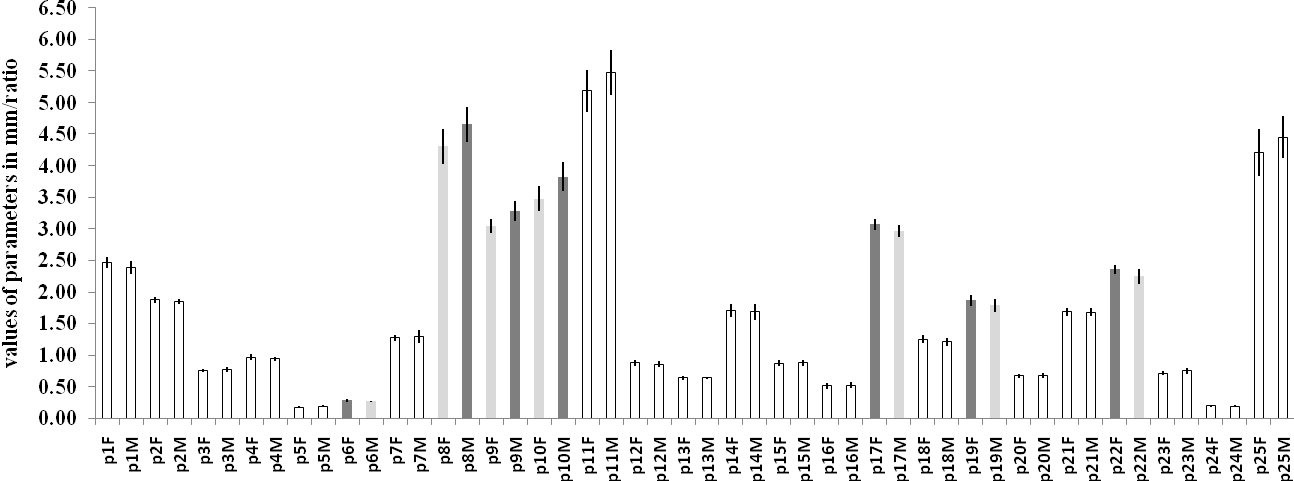 values of parameters in mm/ratio
6.50
6.00
5.50
5.00
4.50
4.00
3.50
3.00
2.50
2.00
1.50
1.00
0.50
0.00
p1F
p1M
p2F
p2M
p3F
p3M
p4F
p4M
p5F
p5M
p6F
p6M
p7F
p7M
p8F
p8M
p9F
p9M
p10F
p10M
p11F
p11M
p12F
p12M
p13F
p13M
p14F
p14M
p15F
p15M
p16F
p16M
p17F
p17M
p18F
p18M
p19F
p19M
p20F
p20M
p21F
p21M
p22F
p22M
p23F
p23M
p24F
p24M
p25F
p25M